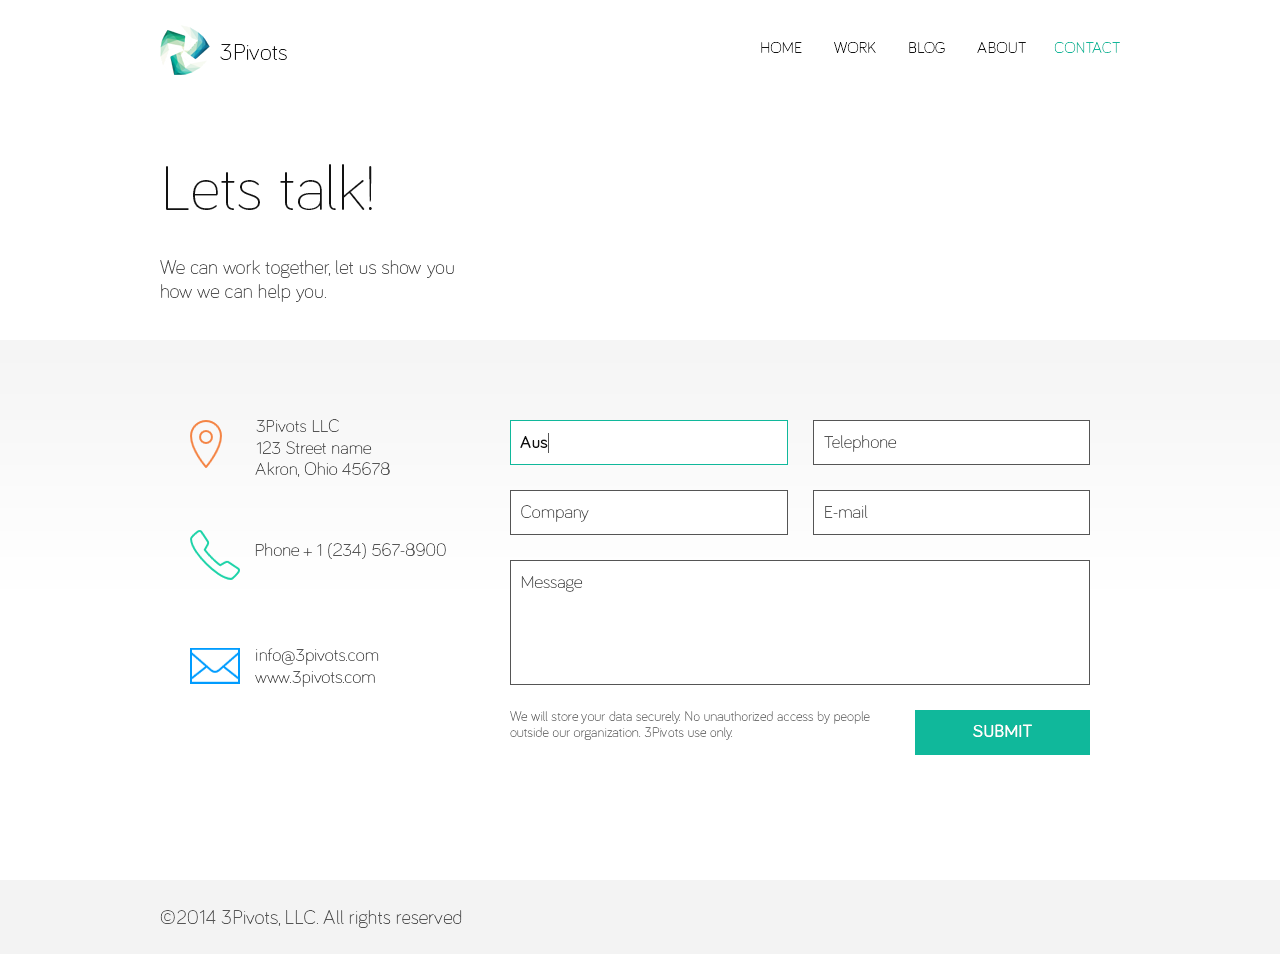 3Pivots
HOME WORK BLOG ABOUT CONTACT
Lets talk!
We can work together, let us show you
how we can help you.
3Pivots LLC
123 Street name
Akron, Ohio 45678
Phone + 1 (234) 567-8900
info@3pivots.com
www.3pivots.com
Aus
Telephone
Company
E-mail
Message
We will store your data securely. No unauthorized access by people
outside our organization. 3Pivots use only.
SUBMIT
©2014 3Pivots, LLC. All rights reserved